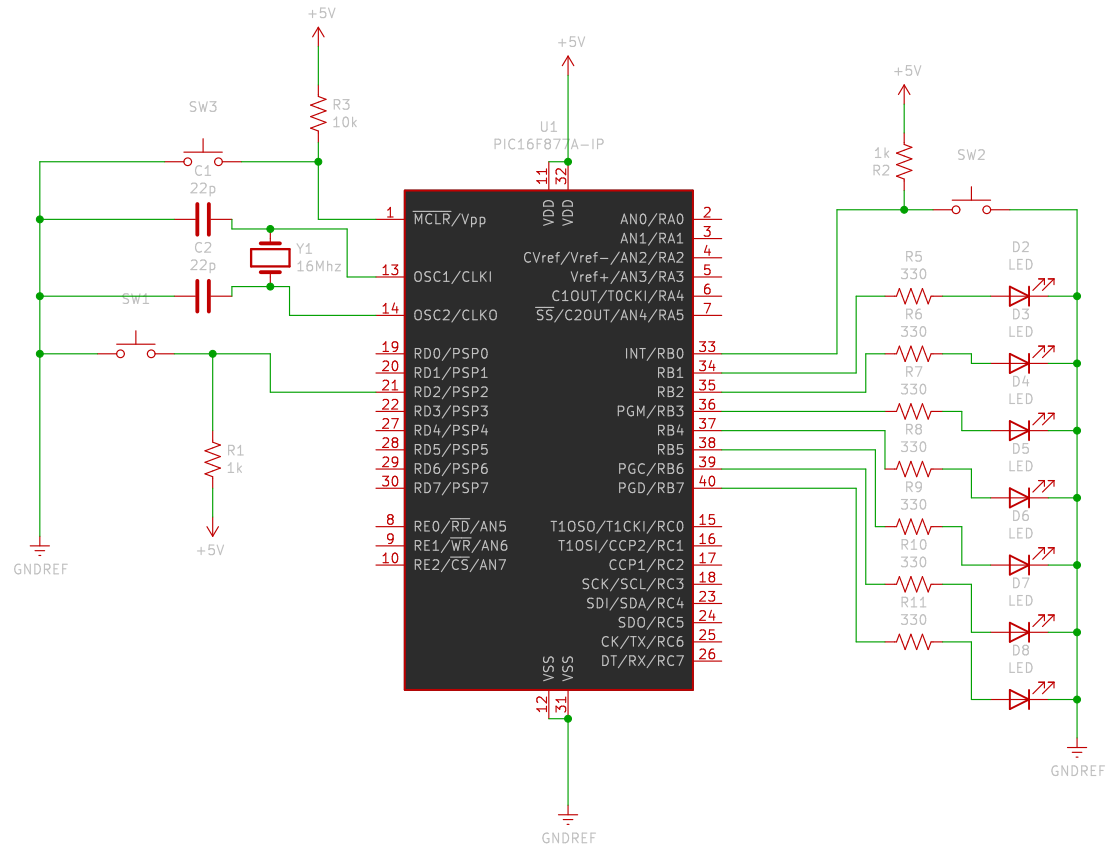 +5V
R3
10k
SW3
C1
22p
C2
22p
Y1
16Mhz
SW1
R1
1k
+5V
GNDREF
+5V
U1
PIC16F877A-IP
11
32
VDD
VDD
1
MCLR/Vpp
13
OSC1/CLKI
14
OSC2/CLKO
19
RD0/PSP0
20
RD1/PSP1
21
RD2/PSP2
22
RD3/PSP3
27
RD4/PSP4
28
RD5/PSP5
29
RD6/PSP6
30
RD7/PSP7
8
RE0/RD/AN5
9
RE1/WR/AN6
10
RE2/CS/AN7
AN0/RA0
2
AN1/RA1
3
CVref/Vref-/AN2/RA2
4
Vref+/AN3/RA3
5
C1OUT/T0CKI/RA4
6
SS/C2OUT/AN4/RA5
7
INT/RB0
33
RB1
34
RB2
35
PGM/RB3
36
RB4
37
RB5
38
PGC/RB6
39
PGD/RB7
40
T1OSO/T1CKI/RC0
15
T1OSI/CCP2/RC1
16
CCP1/RC2
17
SCK/SCL/RC3
18
SDI/SDA/RC4
23
SDO/RC5
24
CK/TX/RC6
25
DT/RX/RC7
26
VSS
VSS
12
31
GNDREF
+5V
1k
R2
SW2
R5
330
R6
330
R7
330
R8
330
R9
330
R10
330
R11
330
D2
LED
D3
LED
D4
LED
D5
LED
D6
LED
D7
LED
D8
LED
GNDREF